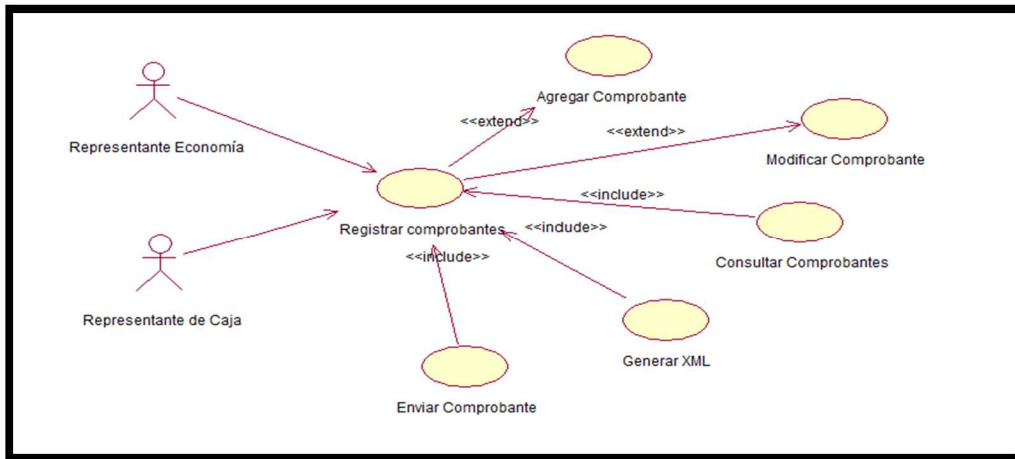 Agregar Comprobante
<<extend>>
<<extend>>
Representante Economía
Modificar Comprobante
<<include>>
Registrar comprobantes
<<include>>
<<include>>
Consultar Comprobantes
Representante de Caja
Generar XML
Enviar Comprobante